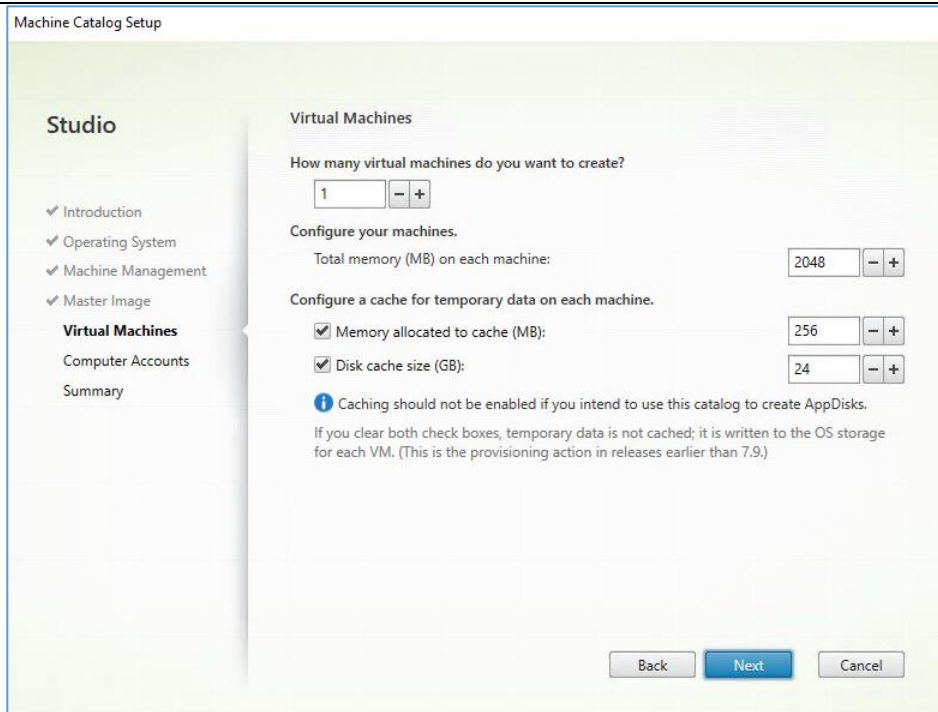 Machine Catalog Setup
Studio
Introduction
Operating System
Machine Management
Master Image
Virtual Machines
Computer Accounts
Summary
Virtual Machines
How many virtual machines do you want to create?
1 − +
Configure your machines.
Total memory (MB) on each machine: 2048 − +
Configure a cache for temporary data on each machine.
Memory allocated to cache (MB): 256 − +
Disk cache size (GB): 24 − +
Caching should not be enabled if you intend to use this catalog to create AppDisks.
If you clear both check boxes, temporary data is not cached; it is written to the OS storage
for each VM. (This is the provisioning action in releases earlier than 7.9.)
Back Next Cancel